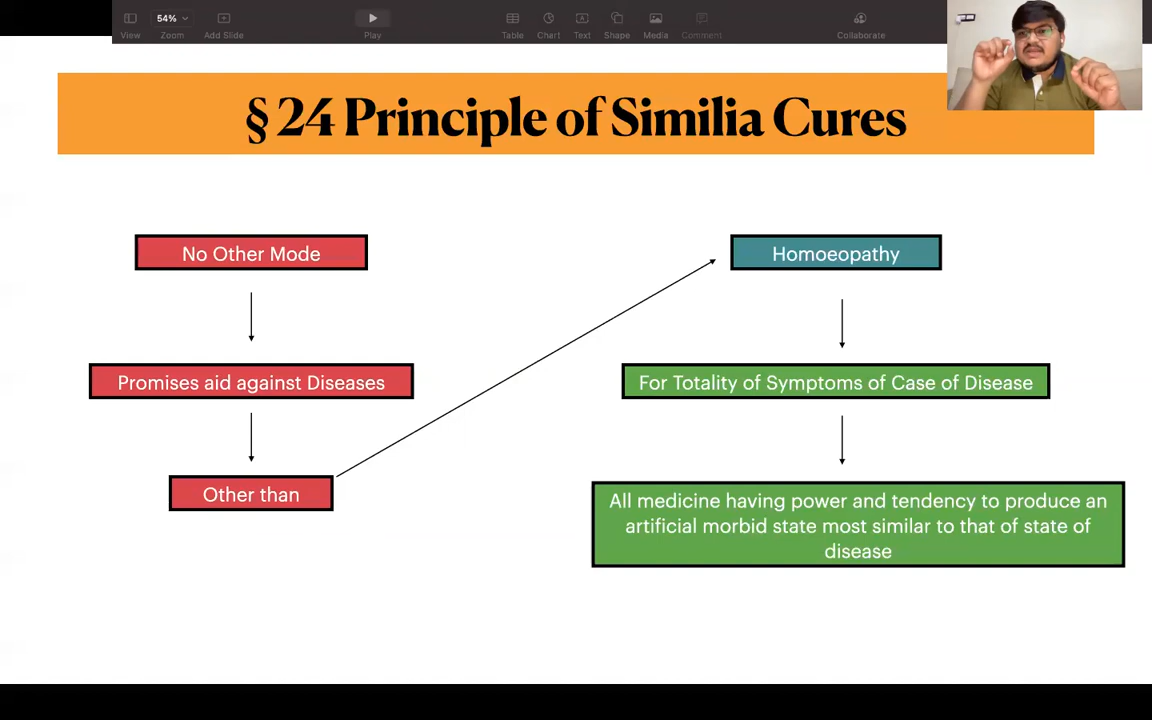 54%
View
Zoom
Add Slide
Play
Table
Chart
Text
Shape
Media
Comment
Collaborate
§ 24 Principle of Similia Cures
No Other Mode
Homoeopathy
Promises aid against Diseases
For Totality of Symptoms of Case of Disease
Other than
All medicine having power and tendency to produce an
artificial morbid state most similar to that of state of
disease